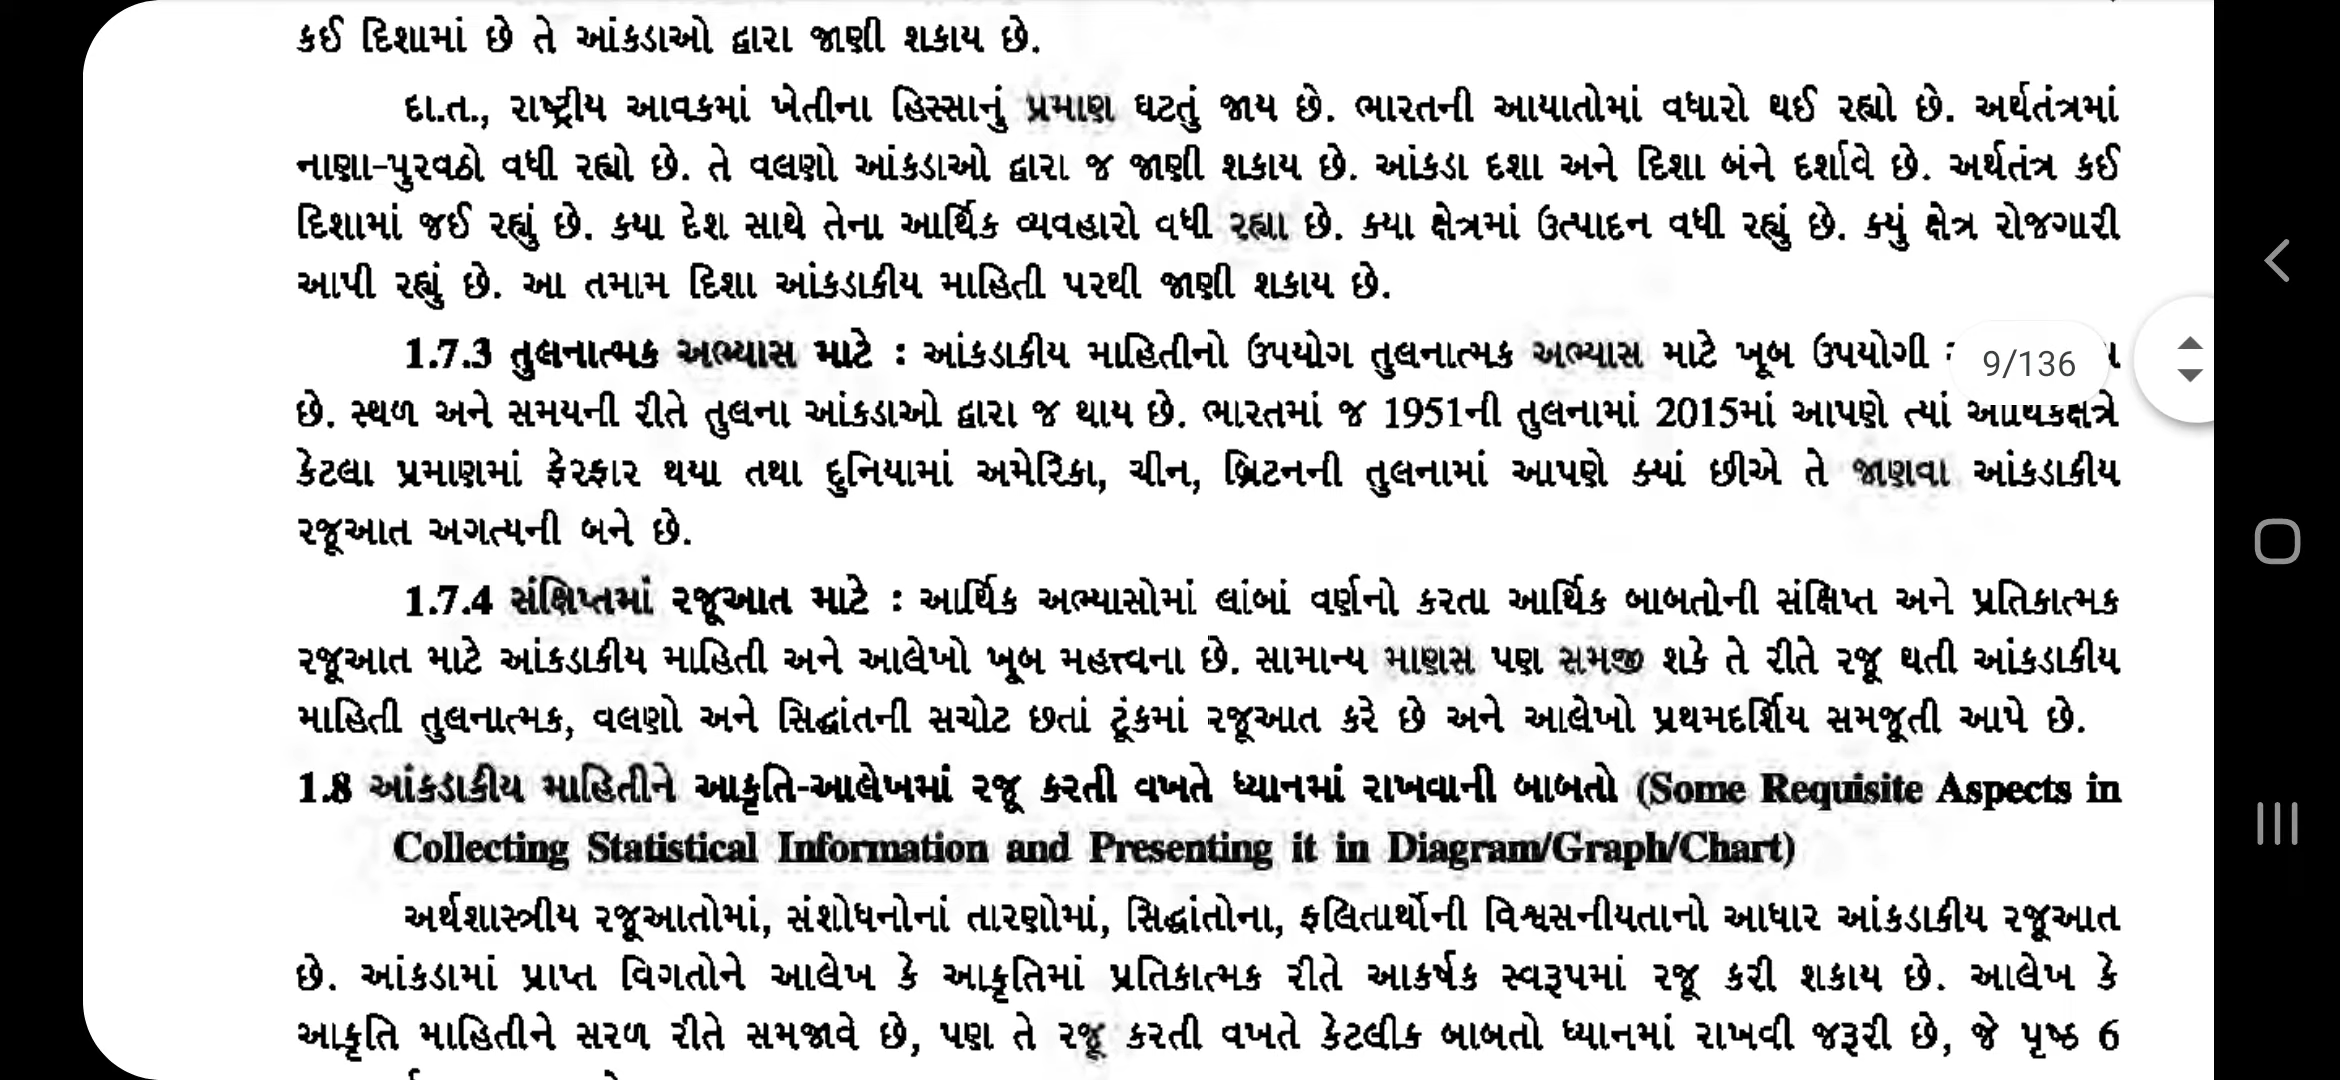 કઈ દિશામાં છે તે આંકડાઓ દ્વારા જાણી શકાય છે.
દા.ત., રાષ્ટ્રીય આવકમાં ખેતીના હિસ્સાનું પ્રમાણ ઘટતું જાય છે. ભારતની આયાતોમાં વધારો થઈ રહ્યો છે. અર્થતંત્રમાં
નાણા-પુરવઠો વધી રહ્યો છે. તે વલણો આંકડાઓ દ્વારા જ જાણી શકાય છે. આંકડા દશા અને દિશા બંને દર્શાવે છે. અર્થતંત્ર કઈ
દિશામાં જઈ રહ્યું છે. ક્યા દેશ સાથે તેના આર્થિક વ્યવહારો વધી રહ્યા છે. ક્યા ક્ષેત્રમાં ઉત્પાદન વધી રહ્યું છે. ક્યું ક્ષેત્ર રોજગારી
આપી રહ્યું છે. આ તમામ દિશા આંકડાકીય માહિતી પરથી જાણી શકાય છે.
1.7.3 તુલનાત્મક અભ્યાસ માટે : આંકડાકીય માહિતીનો ઉપયોગ તુલનાત્મક અભ્યાસ માટે ખૂબ ઉપયોગી
9/136
છે. સ્થળ અને સમયની રીતે તુલના આંકડાઓ દ્વારા જ થાય છે. ભારતમાં જ 1951ની તુલનામાં 2015માં આપણે ત્યાં આર્થિકક્ષેત્રે
કેટલા પ્રમાણમાં ફેરફાર થયા તથા દુનિયામાં અમેરિકા, ચીન, બ્રિટનની તુલનામાં આપણે ક્યાં છીએ તે જાણવા આંકડાકીય
રજૂઆત અગત્યની બને છે.
1.7.4 સંક્ષિપ્તમાં રજૂઆત માટે : આર્થિક અભ્યાસોમાં લાંબાં વર્ણનો કરતા આર્થિક બાબતોની સંક્ષિપ્ત અને પ્રતિકાત્મક
રજૂઆત માટે આંકડાકીય માહિતી અને આલેખો ખૂબ મહત્ત્વના છે. સામાન્ય માણસ પણ સમજી શકે તે રીતે રજૂ થતી આંકડાકીય
માહિતી તુલનાત્મક, વલણો અને સિદ્ધાંતની સચોટ છતાં ટૂંકમાં રજૂઆત કરે છે અને આલેખો પ્રથમદર્શિય સમજૂતી આપે છે.
1.8 આંકડાકીય માહિતીને આકૃતિ-આલેખમાં રજૂ કરતી વખતે ધ્યાનમાં રાખવાની બાબતો (Some Requisite Aspects in
Collecting Statistical Information and Presenting it in Diagram/Graph/Chart)
અર્થશાસ્ત્રીય રજૂઆતોમાં, સંશોધનોનાં તારણોમાં, સિદ્ધાંતોના, ફલિતાર્થોની વિશ્વસનીયતાનો આધાર આંકડાકીય રજૂઆત
છે. આંકડામાં પ્રાપ્ત વિગતોને આલેખ કે આકૃતિમાં પ્રતિકાત્મક રીતે આકર્ષક સ્વરૂપમાં રજૂ કરી શકાય છે. આલેખ કે
આકૃતિ માહિતીને સરળ રીતે સમજાવે છે, પણ તે રજૂ કરતી વખતે કેટલીક બાબતો ધ્યાનમાં રાખવી જરૂરી છે, જે પૃષ્ઠ 6